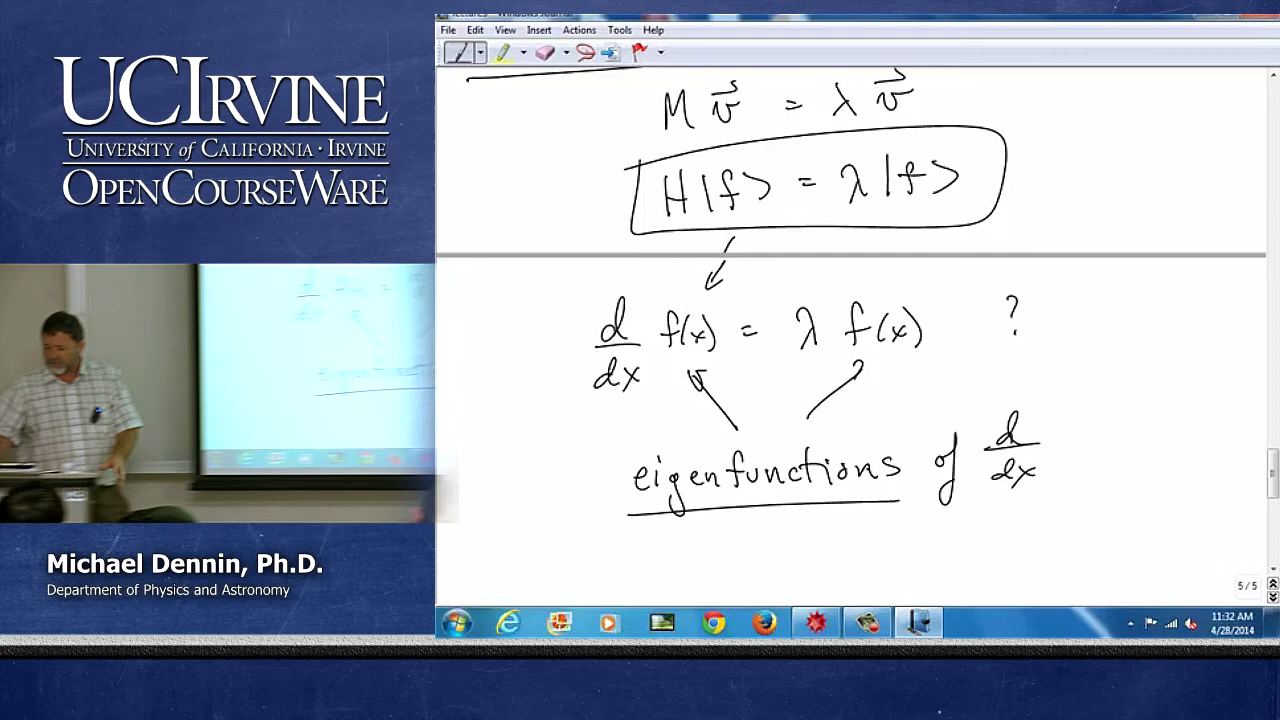 UCIRVINE
UNIVERSITY of CALIFORNIA · IRVINE
OPENCOURSEWARE
Michael Dennin, Ph.D.
Department of Physics and Astronomy
File Edit View Insert Actions Tools Help
M v⃗ = λ v⃗
H|f> = λ|f>
d/dx f(x) = λ f(x) ?
eigenfunctions of d/dx
5/5
11:32 AM
4/28/2014